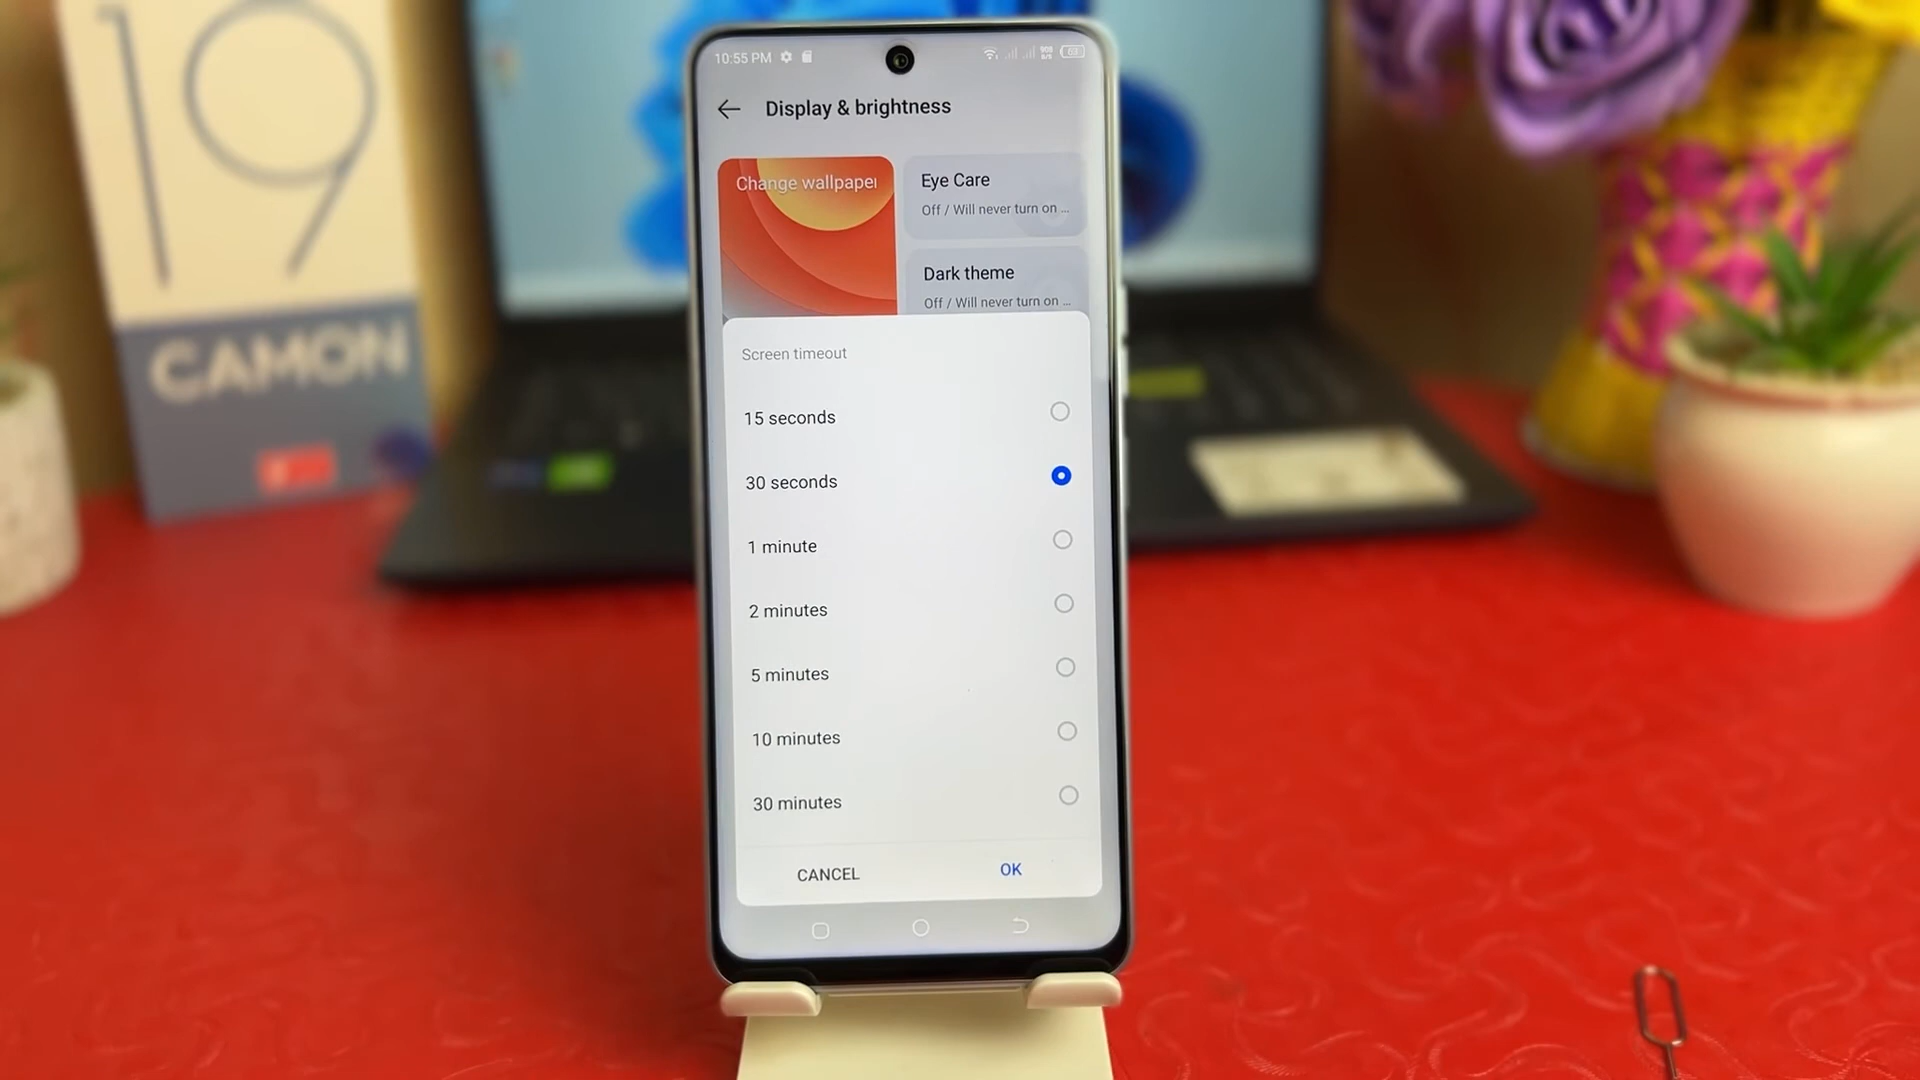 19
CAMON
10:55 PM
63
Display & brightness
Change wallpaper
Eye Care
Off / Will never turn on ...
Dark theme
Off / Will never turn on ...
Screen timeout
15 seconds
30 seconds
1 minute
2 minutes
5 minutes
10 minutes
30 minutes
CANCEL
OK